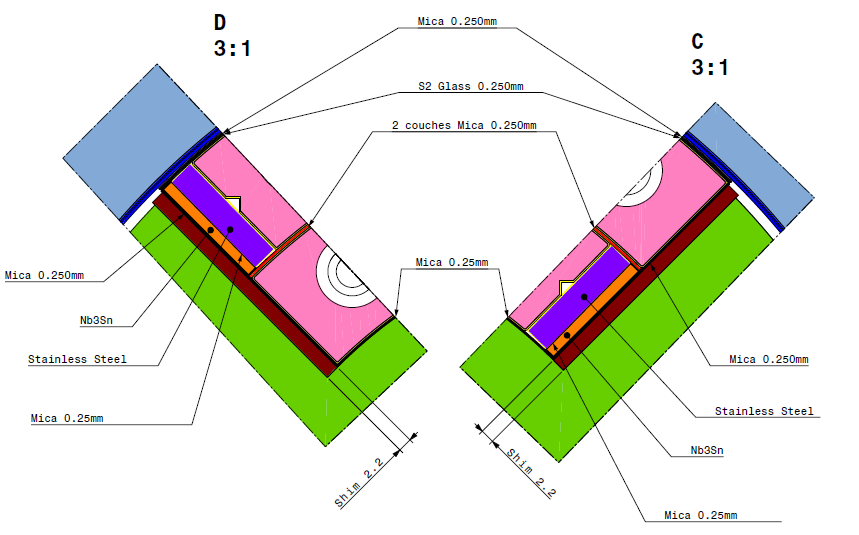 D
3:1
Mica 0.250mm
C
3:1
S2 Glass 0.250mm
2 couches Mica 0.250mm
Mica 0.250mm
Mica 0.25mm
Nb3Sn
Stainless Steel
Mica 0.250mm
Mica 0.25mm
Stainless Steel
Nb3Sn
Shim 2.2
Shim 2.2
Mica 0.25mm